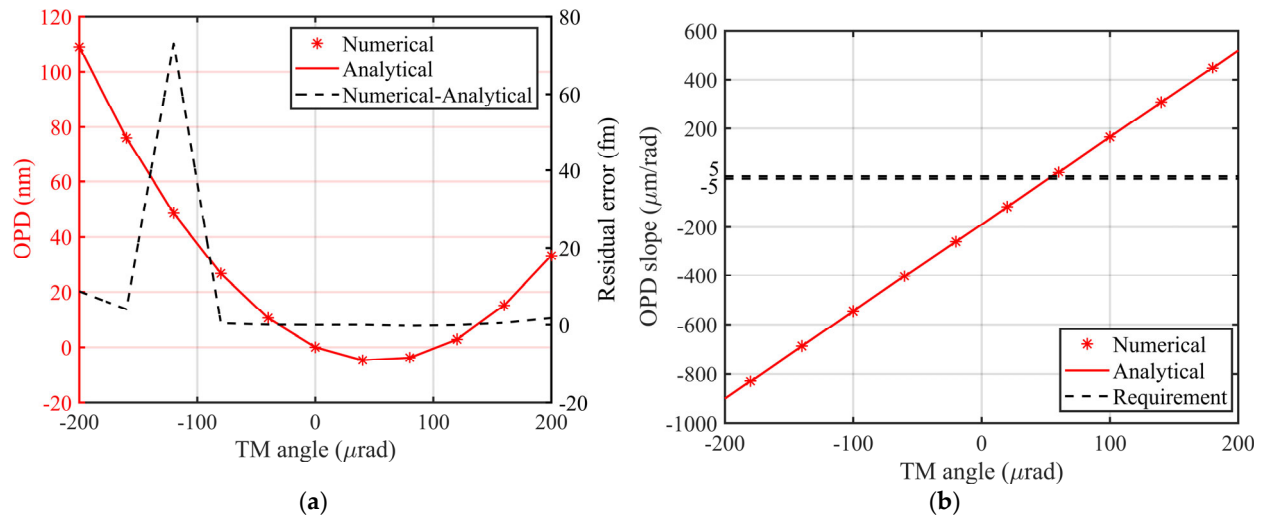 120
100
80
60
40
20
0
-20
OPD (nm)
80
60
40
20
0
-20
Residual error (fm)
Numerical
Analytical
Numerical-Analytical
-200 -100 0 100 200
TM angle (μrad)
(a)
600
400
200
5
-5
-200
-400
-600
-800
-1000
OPD slope (μm/rad)
Numerical
Analytical
Requirement
-200 -100 0 100 200
TM angle (μrad)
(b)